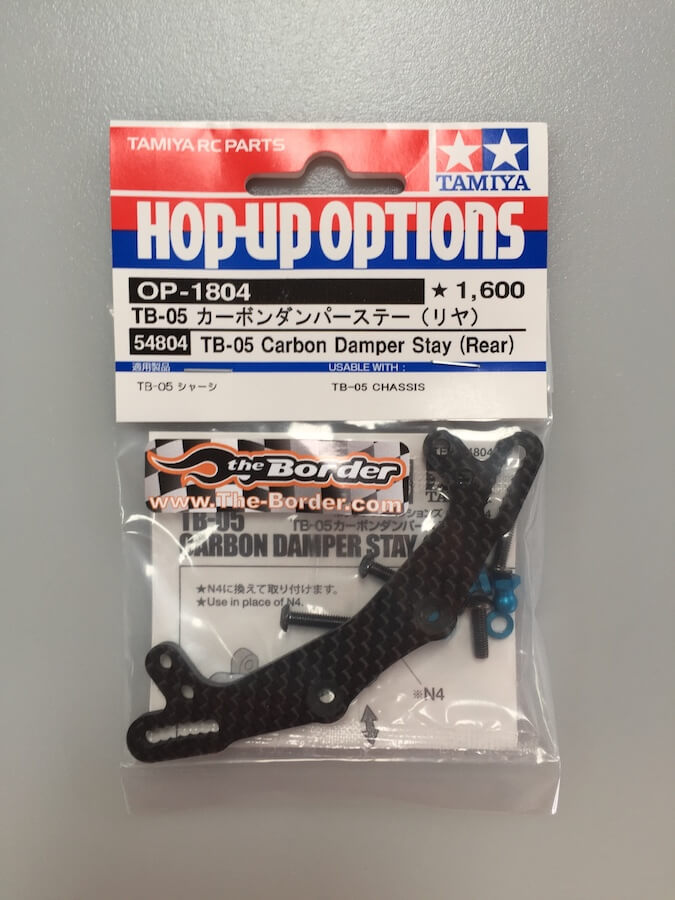 TAMIYA RC PARTS
TAMIYA
HOP-UP OPTIONS
OP-1804
★ 1,600
TB-05 カーボンダンパーステー（リヤ）
54804 TB-05 Carbon Damper Stay (Rear)
適用製品
USABLE WITH :
TB-05 シャーシ
TB-05 CHASSIS
the Border
www.The-Border.com
TB-05
TB-05カーボンダンパー
CARBON DAMPER STAY
★N4に換えて取り付けます。
★Use in place of N4.
※N4